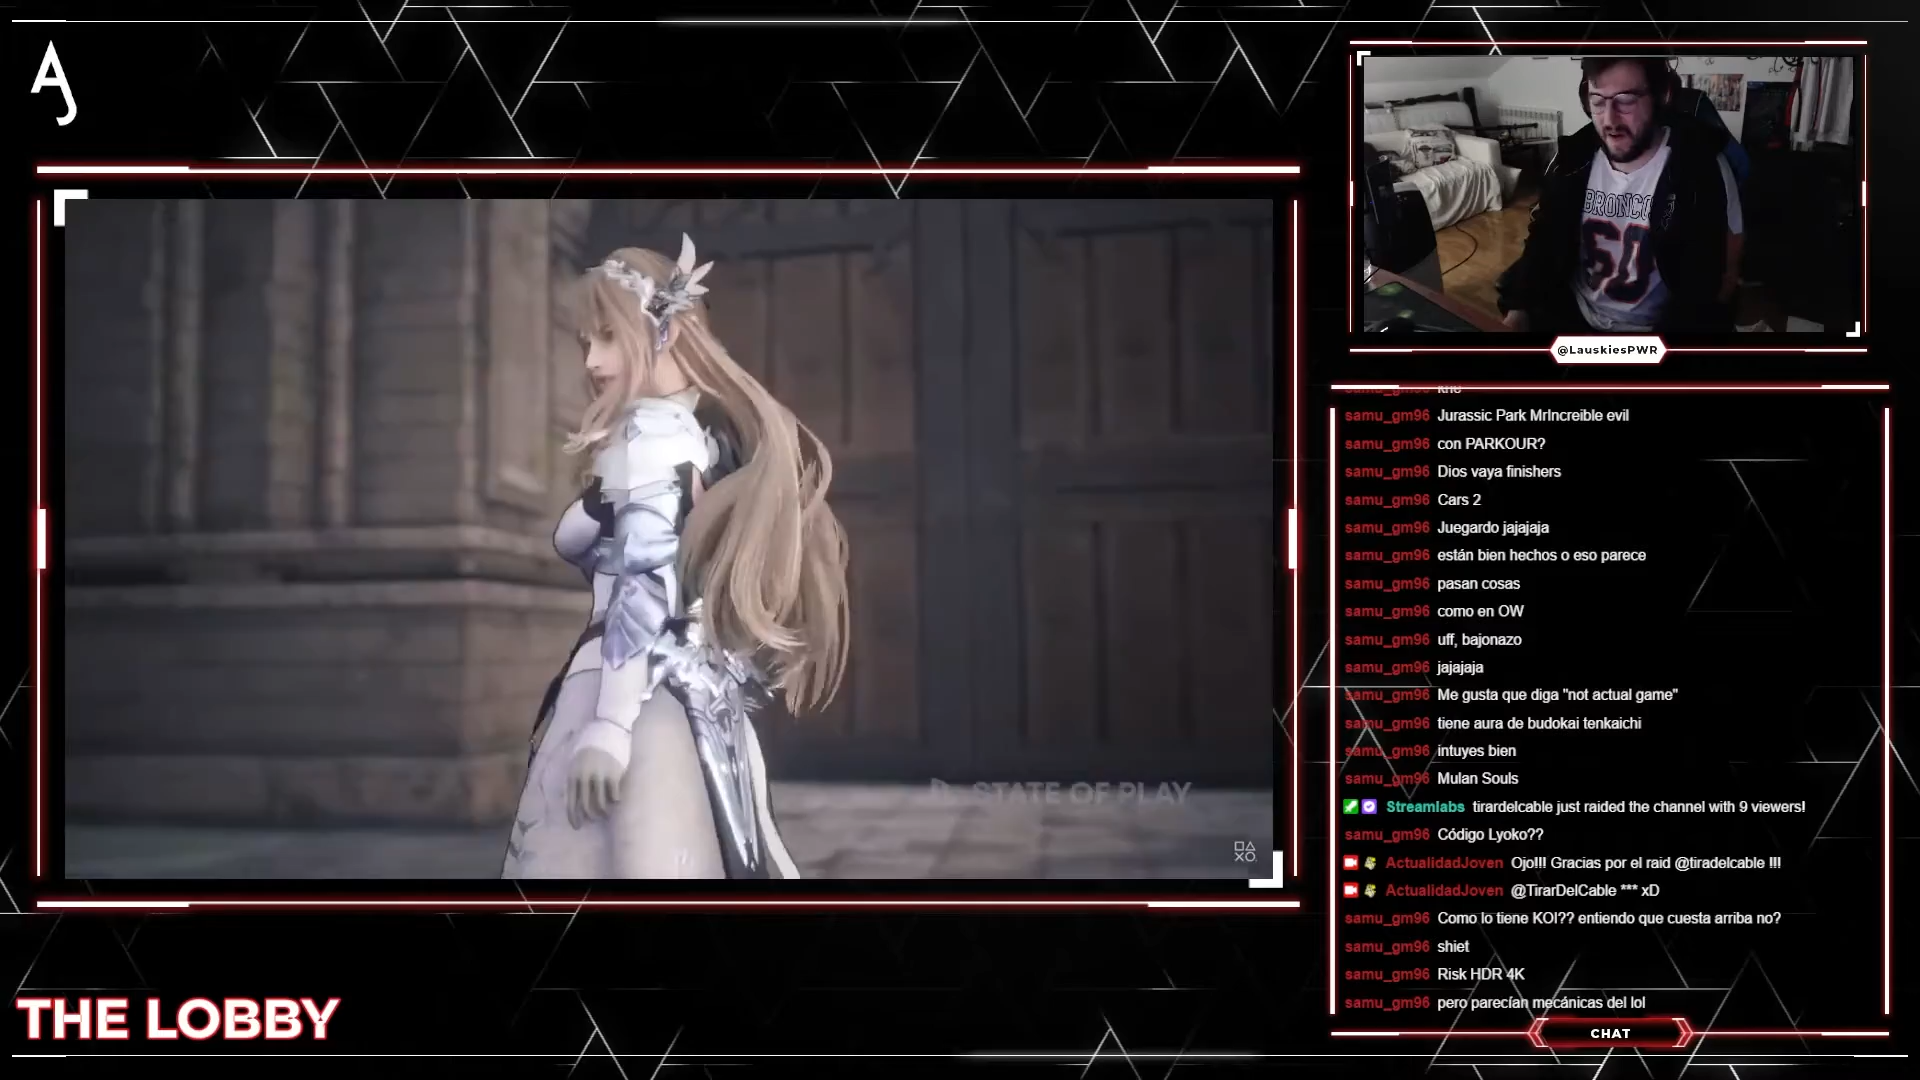 AJ
BRONCO
60
@LauskiesPWR
samu_gm96 Jurassic Park MrIncreible evil
samu_gm96 con PARKOUR?
samu_gm96 Dios vaya finishers
samu_gm96 Cars 2
samu_gm96 Juegardo jajajaja
samu_gm96 están bien hechos o eso parece
samu_gm96 pasan cosas
samu_gm96 como en OW
samu_gm96 uff, bajonazo
samu_gm96 jajajaja
samu_gm96 Me gusta que diga "not actual game"
samu_gm96 tiene aura de budokai tenkaichi
samu_gm96 intuyes bien
samu_gm96 Mulan Souls
Streamlabs tirardelcable just raided the channel with 9 viewers!
samu_gm96 Código Lyoko??
ActualidadJoven Ojo!!! Gracias por el raid @tiradelcable !!!
ActualidadJoven @TirarDelCable *** xD
samu_gm96 Como lo tiene KOI?? entiendo que cuesta arriba no?
samu_gm96 shiet
samu_gm96 Risk HDR 4K
samu_gm96 pero parecían mecánicas del lol
CHAT
STATE OF PLAY
THE LOBBY